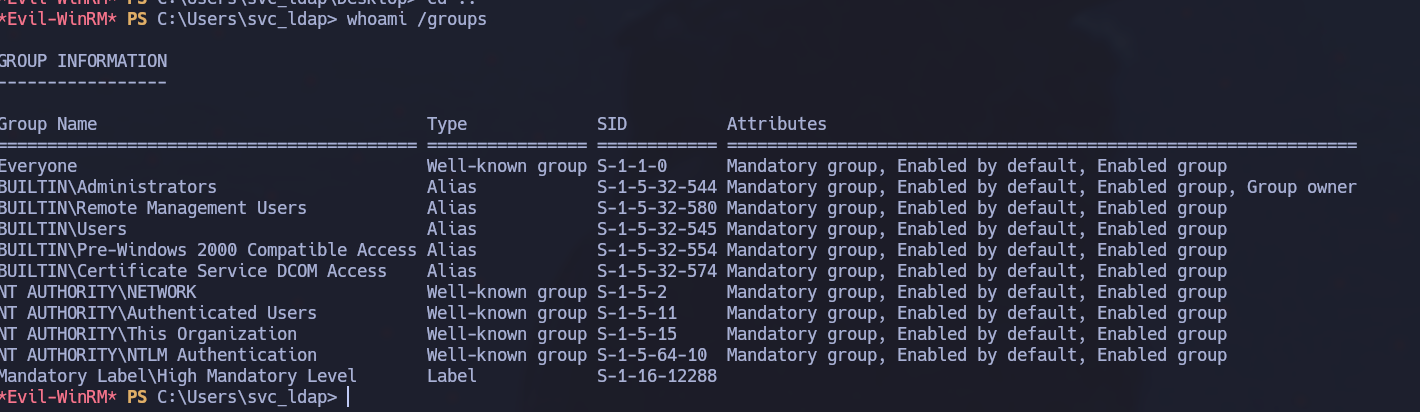 *Evil-WinRM* PS C:\Users\svc_ldap\Desktop> cd ..
*Evil-WinRM* PS C:\Users\svc_ldap> whoami /groups
GROUP INFORMATION
-----------------
Group Name Type SID Attributes
========================================== ================ ============ ===============================================================
Everyone Well-known group S-1-1-0 Mandatory group, Enabled by default, Enabled group
BUILTIN\Administrators Alias S-1-5-32-544 Mandatory group, Enabled by default, Enabled group, Group owner
BUILTIN\Remote Management Users Alias S-1-5-32-580 Mandatory group, Enabled by default, Enabled group
BUILTIN\Users Alias S-1-5-32-545 Mandatory group, Enabled by default, Enabled group
BUILTIN\Pre-Windows 2000 Compatible Access Alias S-1-5-32-554 Mandatory group, Enabled by default, Enabled group
BUILTIN\Certificate Service DCOM Access Alias S-1-5-32-574 Mandatory group, Enabled by default, Enabled group
NT AUTHORITY\NETWORK Well-known group S-1-5-2 Mandatory group, Enabled by default, Enabled group
NT AUTHORITY\Authenticated Users Well-known group S-1-5-11 Mandatory group, Enabled by default, Enabled group
NT AUTHORITY\This Organization Well-known group S-1-5-15 Mandatory group, Enabled by default, Enabled group
NT AUTHORITY\NTLM Authentication Well-known group S-1-5-64-10 Mandatory group, Enabled by default, Enabled group
Mandatory Label\High Mandatory Level Label S-1-16-12288
*Evil-WinRM* PS C:\Users\svc_ldap>